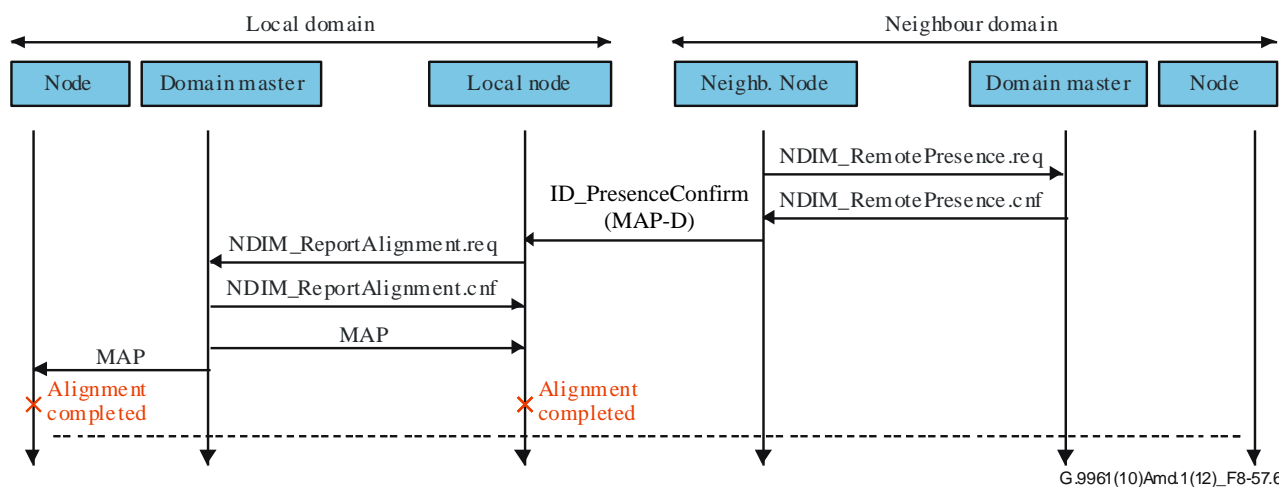 Local domain
Neighbour domain
Node
Domain master
Local node
Neighb. Node
Domain master
Node
NDIM_RemotePresence.req
ID_PresenceConfirm
(MAP-D)
NDIM_RemotePresence.cnf
NDIM_ReportAlignment.req
NDIM_ReportAlignment.cnf
MAP
MAP
Alignment
completed
Alignment
completed
G.9961(10)Amd.1(12)_F8-57.6